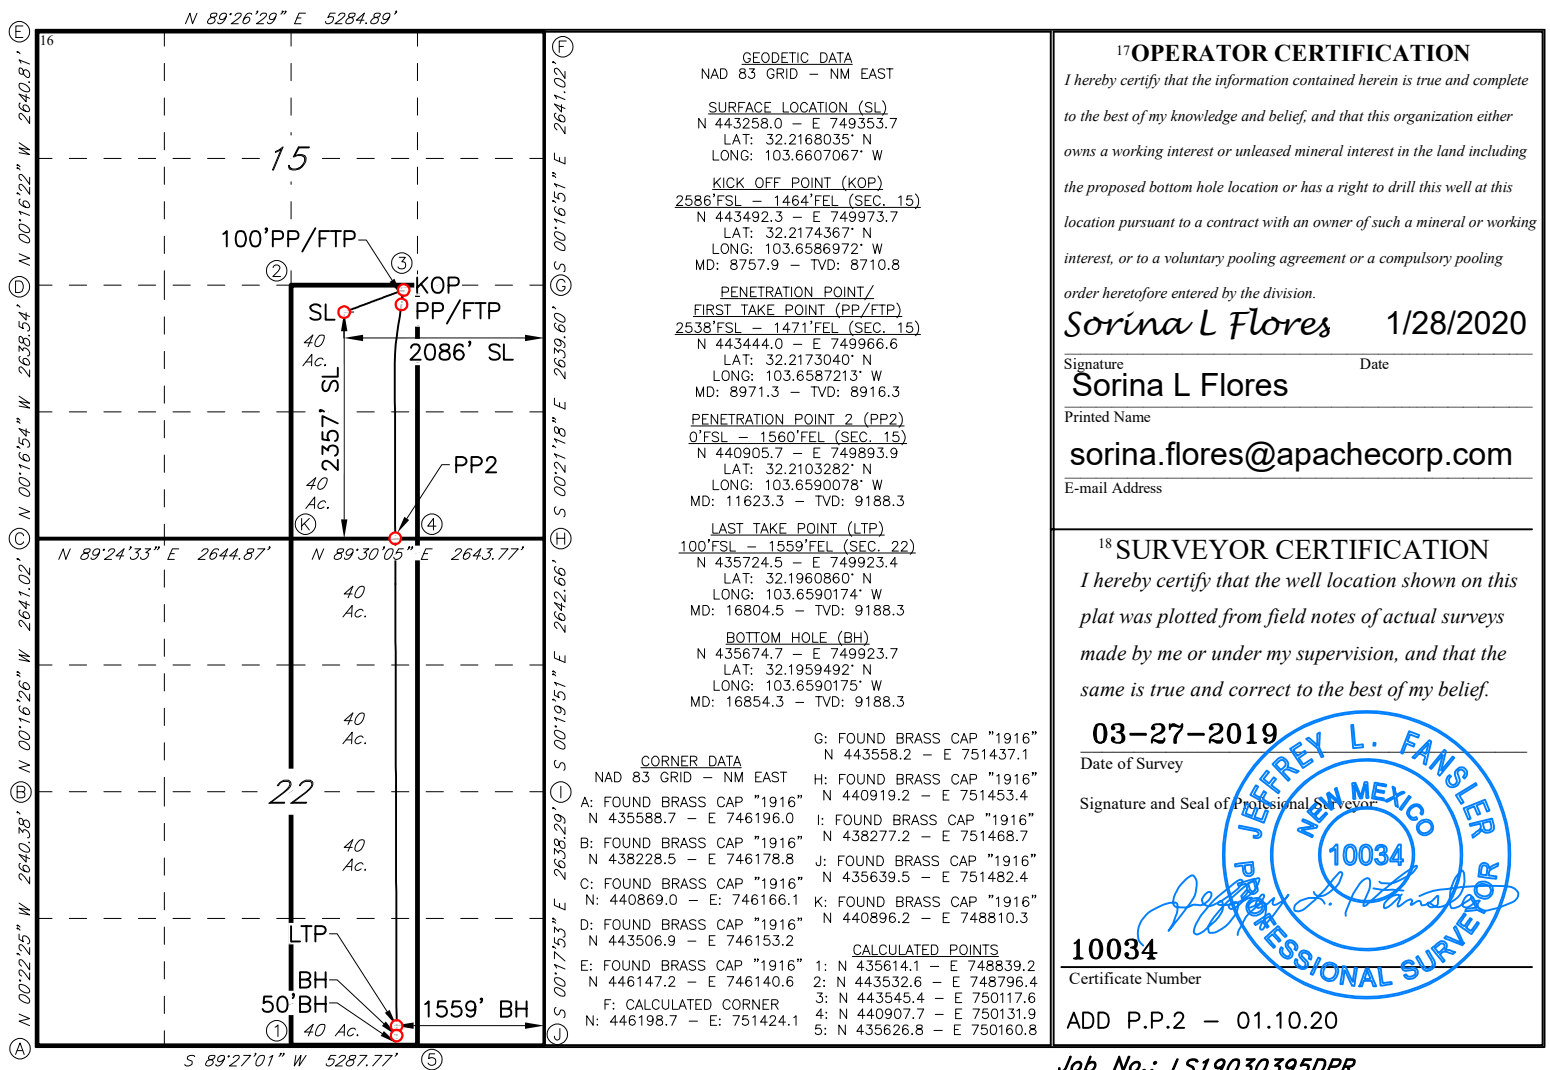 N 89°26'29" E 5284.89'
E
16
F
N 00°16'22" W 2640.81'
S 00°16'51" E 2641.02'
15
100'PP/FTP
2
3
D
KOP
G
SL
PP/FTP
40
Ac.
2086' SL
2357' SL
N 00°16'54" W 2638.54'
S 00°21'18" E 2639.60'
PP2
40
Ac.
K
4
C
H
N 89°24'33" E 2644.87'
N 89°30'05" E 2643.77'
40
Ac.
N 00°16'26" W 2641.02'
S 00°19'51" E 2642.66'
40
Ac.
B
22
I
40
Ac.
N 00°22'25" W 2640.38'
S 00°17'53" E 2638.29'
LTP
BH
50'BH
1559' BH
1
40 Ac.
J
A
S 89°27'01" W 5287.77'
5
GEODETIC DATA
NAD 83 GRID – NM EAST
SURFACE LOCATION (SL)
N 443258.0 – E 749353.7
LAT: 32.2168035° N
LONG: 103.6607067° W
KICK OFF POINT (KOP)
2586'FSL – 1464'FEL (SEC. 15)
N 443492.3 – E 749973.7
LAT: 32.2174367° N
LONG: 103.6586972° W
MD: 8757.9 – TVD: 8710.8
PENETRATION POINT/
FIRST TAKE POINT (PP/FTP)
2538'FSL – 1471'FEL (SEC. 15)
N 443444.0 – E 749966.6
LAT: 32.2173040° N
LONG: 103.6587213° W
MD: 8971.3 – TVD: 8916.3
PENETRATION POINT 2 (PP2)
0'FSL – 1560'FEL (SEC. 15)
N 440905.7 – E 749893.9
LAT: 32.2103282° N
LONG: 103.6590078° W
MD: 11623.3 – TVD: 9188.3
LAST TAKE POINT (LTP)
100'FSL – 1559'FEL (SEC. 22)
N 435724.5 – E 749923.4
LAT: 32.1960860° N
LONG: 103.6590174° W
MD: 16804.5 – TVD: 9188.3
BOTTOM HOLE (BH)
N 435674.7 – E 749923.7
LAT: 32.1959492° N
LONG: 103.6590175° W
MD: 16854.3 – TVD: 9188.3
CORNER DATA
NAD 83 GRID – NM EAST
A: FOUND BRASS CAP "1916"
N 435588.7 – E 746196.0
B: FOUND BRASS CAP "1916"
N 438228.5 – E 746178.8
C: FOUND BRASS CAP "1916"
N: 440869.0 – E: 746166.1
D: FOUND BRASS CAP "1916"
N 443506.9 – E 746153.2
E: FOUND BRASS CAP "1916"
N 446147.2 – E 746140.6
F: CALCULATED CORNER
N: 446198.7 – E: 751424.1
G: FOUND BRASS CAP "1916"
N 443558.2 – E 751437.1
H: FOUND BRASS CAP "1916"
N 440919.2 – E 751453.4
I: FOUND BRASS CAP "1916"
N 438277.2 – E 751468.7
J: FOUND BRASS CAP "1916"
N 435639.5 – E 751482.4
K: FOUND BRASS CAP "1916"
N 440896.2 – E 748810.3
CALCULATED POINTS
1: N 435614.1 – E 748839.2
2: N 443532.6 – E 748796.4
3: N 443545.4 – E 750117.6
4: N 440907.7 – E 750131.9
5: N 435626.8 – E 750160.8
17 OPERATOR CERTIFICATION
I hereby certify that the information contained herein is true and complete
to the best of my knowledge and belief, and that this organization either
owns a working interest or unleased mineral interest in the land including
the proposed bottom hole location or has a right to drill this well at this
location pursuant to a contract with an owner of such a mineral or working
interest, or to a voluntary pooling agreement or a compulsory pooling
order heretofore entered by the division.
Sorina L Flores 1/28/2020
Signature Date
Sorina L Flores
Printed Name
sorina.flores@apachecorp.com
E-mail Address
18 SURVEYOR CERTIFICATION
I hereby certify that the well location shown on this
plat was plotted from field notes of actual surveys
made by me or under my supervision, and that the
same is true and correct to the best of my belief.
03-27-2019
Date of Survey
Signature and Seal of Profesional Surveyor:
JEFFREY L. FANSLER
NEW MEXICO
10034
PROFESSIONAL SURVEYOR
Jeffrey L. Fansler
10034
Certificate Number
ADD P.P.2 – 01.10.20
Job No.: LS19030395DPR